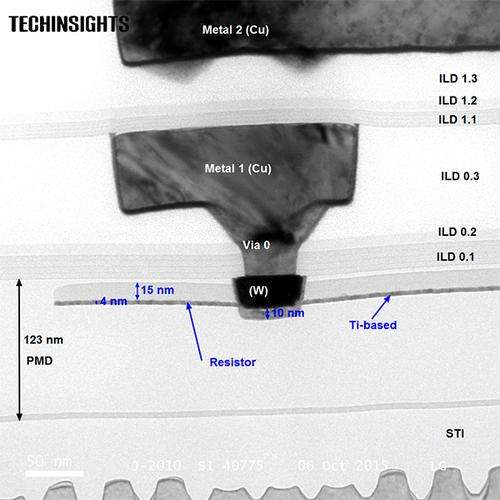 TECHINSIGHTS
Metal 2 (Cu)
ILD 1.3
ILD 1.2
ILD 1.1
Metal 1 (Cu)
ILD 0.3
ILD 0.2
Via 0
ILD 0.1
15 nm
(W)
4 nm
10 nm
Ti-based
123 nm
PMD
Resistor
STI
50 nm
06 Oct